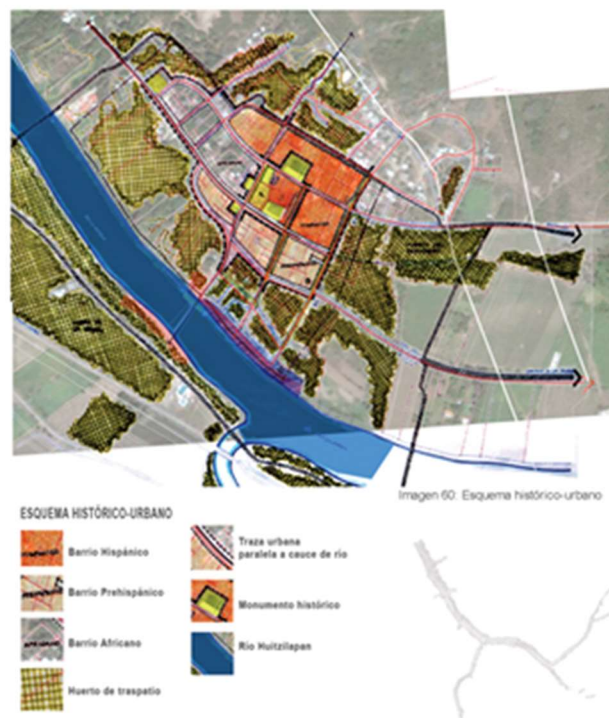 Imagen 60: Esquema histórico-urbano
ESQUEMA HISTÓRICO-URBANO
Barrio Hispánico
Barrio Prehispánico
Barrio Africano
Huerto de traspatio
Traza urbana
paralela a cauce de río
Monumento histórico
Río Huitzilapan